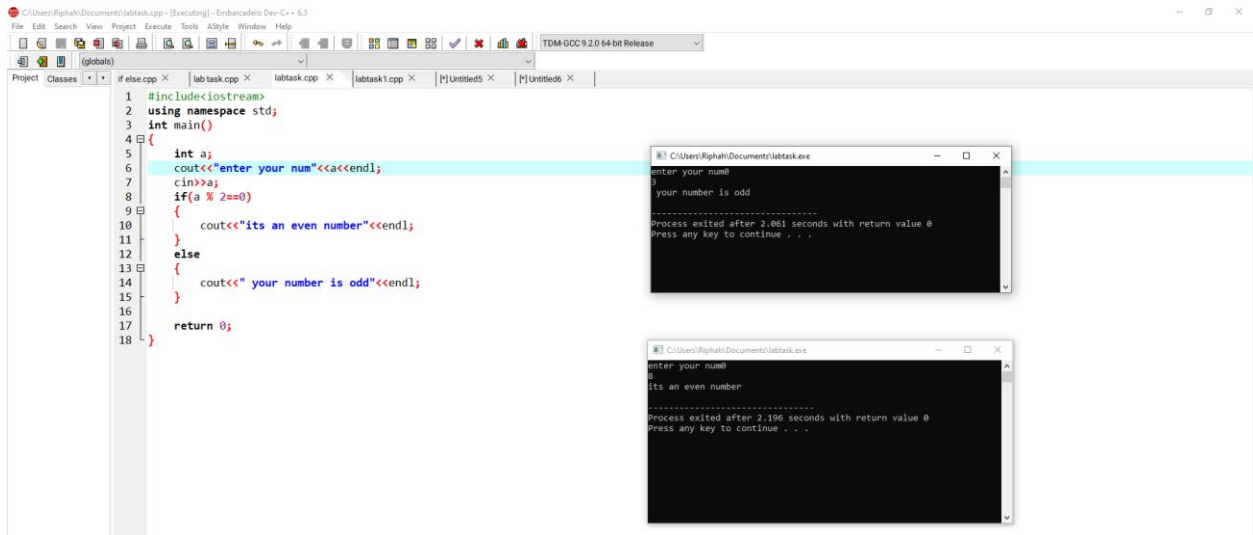 C:\Users\Riphah\Documents\labtask.cpp - [Executing] - Embarcadero Dev-C++ 6.3
File Edit Search View Project Execute Tools AStyle Window Help
TDM-GCC 9.2.0 64-bit Release
(globals)
Project Classes if else.cpp lab task.cpp labtask.cpp labtask1.cpp [*] Untitled5 [*] Untitled6
1 #include<iostream>
2 using namespace std;
3 int main()
4 {
5 int a;
6 cout<<"enter your num"<<a<<endl;
7 cin>>a;
8 if(a % 2==0)
9 {
10 cout<<"its an even number"<<endl;
11 }
12 else
13 {
14 cout<<" your number is odd"<<endl;
15 }
16
17 return 0;
18 }
C:\Users\Riphah\Documents\labtask.exe
enter your num0
3
your number is odd
--------------------------------
Process exited after 2.061 seconds with return value 0
Press any key to continue . . .
C:\Users\Riphah\Documents\labtask.exe
enter your num0
8
its an even number
--------------------------------
Process exited after 2.196 seconds with return value 0
Press any key to continue . . .